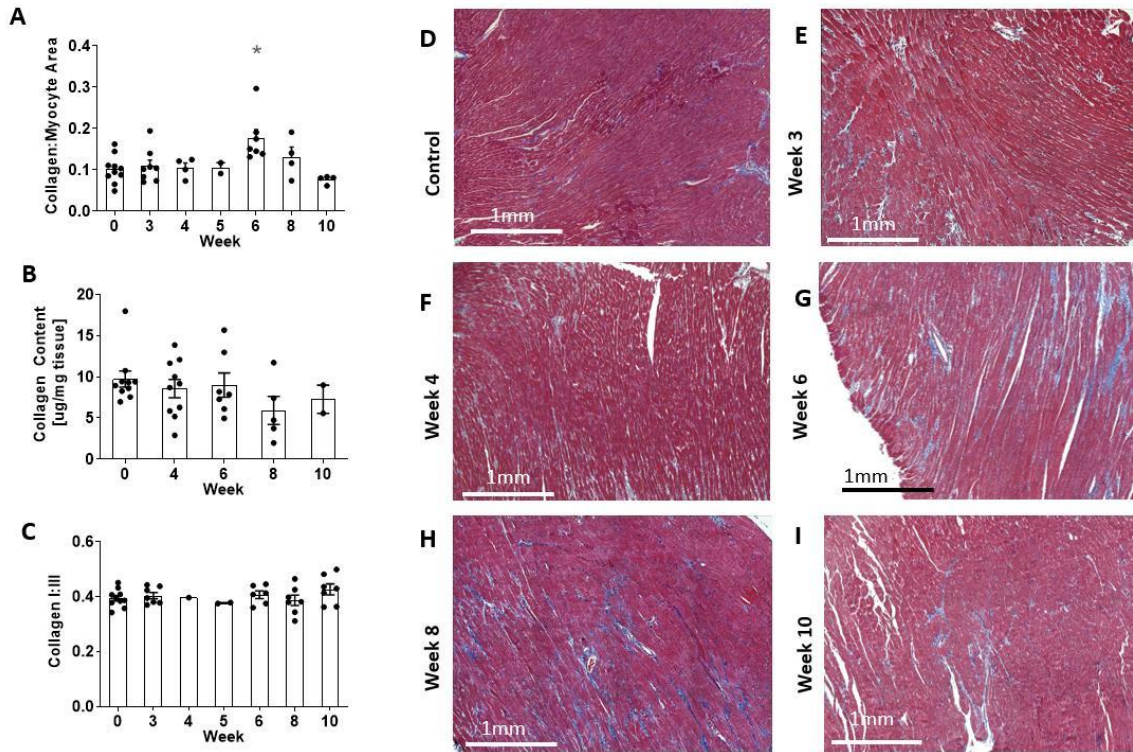 A
Collagen:Myocyte Area
0.4
0.3
0.2
0.1
0.0
*
0 3 4 5 6 8 10
Week
B
Collagen Content
[ug/mg tissue]
20
15
10
5
0
0 4 6 8 10
Week
C
Collagen I:III
0.6
0.4
0.2
0.0
0 3 4 5 6 8 10
Week
D
Control
1mm
E
Week 3
1mm
F
Week 4
1mm
G
Week 6
1mm
H
Week 8
1mm
I
Week 10
1mm